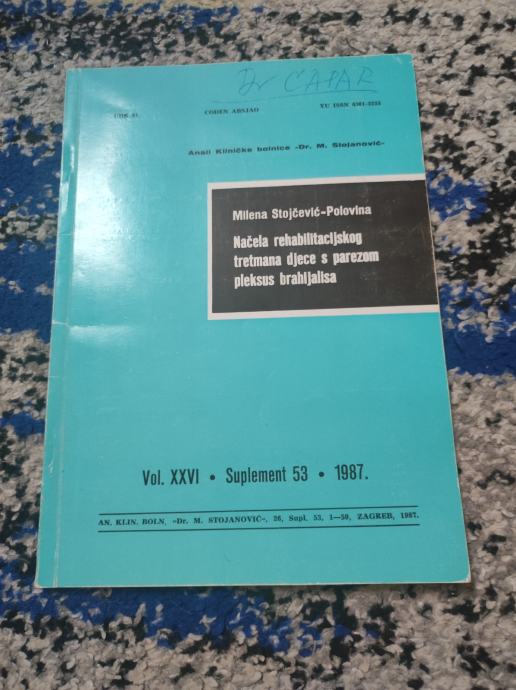 Dr ČAPAR
UDK 61 CODEN ABSJAO YU ISSN 0301-2255
Anali Kliničke bolnice »Dr. M. Stojanović«
Milena Stojčević-Polovina
Načela rehabilitacijskog
tretmana djece s parezom
pleksus brahijalisa
Vol. XXVI • Suplement 53 • 1987.
AN. KLIN. BOLN. »Dr. M. STOJANOVIĆ«, 26, Supl. 53, 1—50, ZAGREB, 1987.